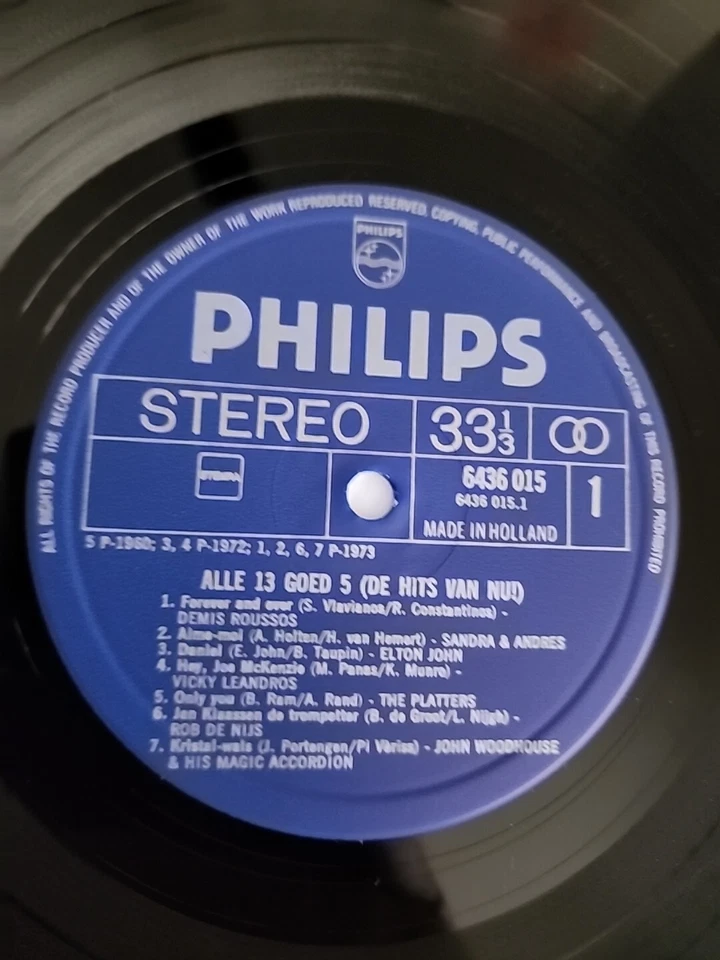 ALL RIGHTS OF THE RECORD PRODUCER AND OF THE OWNER OF THE WORK REPRODUCED RESERVED. COPYING, PUBLIC PERFORMANCE AND BROADCASTING OF THIS RECORD PROHIBITED
PHILIPS
PHILIPS
STEREO
33 1/3
STEMRA
6436 015
6436 015.1
MADE IN HOLLAND
1
5 P-1960; 3, 4 P-1972; 1, 2, 6, 7 P-1973
ALLE 13 GOED 5 (DE HITS VAN NU!)
1. Forever and ever (S. Vlavianos/R. Constantinos) -
DEMIS ROUSSOS
2. Aime-moi (A. Holten/H. van Hemert) - SANDRA & ANDRES
3. Daniel (E. John/B. Taupin) - ELTON JOHN
4. Hey, Joe McKenzie (M. Panas/K. Munro) -
VICKY LEANDROS
5. Only you (B. Ram/A. Rand) - THE PLATTERS
6. Jan Klaassen de trompetter (B. de Groot/L. Nijgh) -
ROB DE NIJS
7. Kristal-wals (J. Portengen/Pi Vèriss) - JOHN WOODHOUSE
& HIS MAGIC ACCORDION